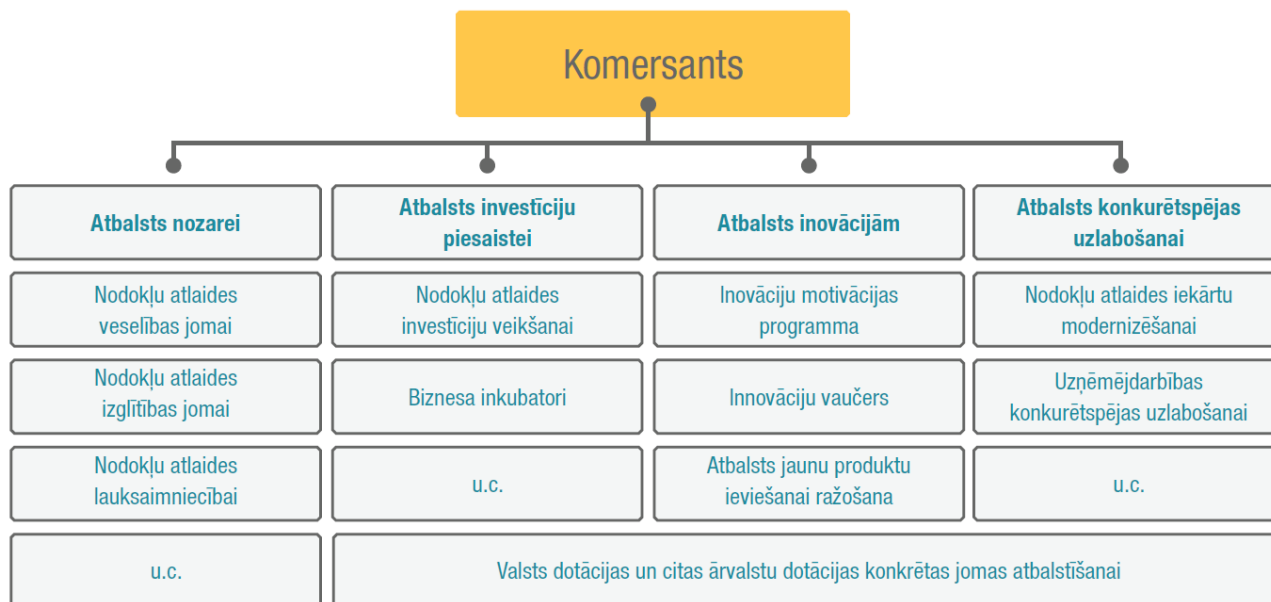 Komersants
Atbalsts nozarei
Atbalsts investīciju
piesaistei
Atbalsts inovācijām
Atbalsts konkurētspējas
uzlabošanai
Nodokļu atlaides
veselības jomai
Nodokļu atlaides
investīciju veikšanai
Inovāciju motivācijas
programma
Nodokļu atlaides iekārtu
modernizēšanai
Nodokļu atlaides
izglītības jomai
Biznesa inkubatori
Innovāciju vaučers
Uzņēmējdarbības
konkurētspējas uzlabošanai
Nodokļu atlaides
lauksaimniecībai
u.c.
Atbalsts jaunu produktu
ieviešanai ražošana
u.c.
u.c.
Valsts dotācijas un citas ārvalstu dotācijas konkrētas jomas atbalstīšanai